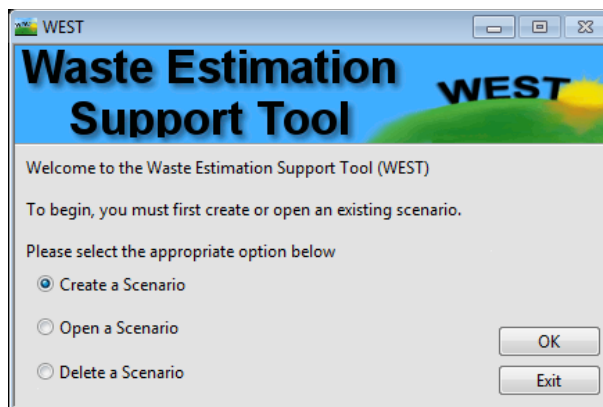 WEST
Waste Estimation
Support Tool
WEST
Welcome to the Waste Estimation Support Tool (WEST)
To begin, you must first create or open an existing scenario.
Please select the appropriate option below
Create a Scenario
Open a Scenario
Delete a Scenario
OK
Exit